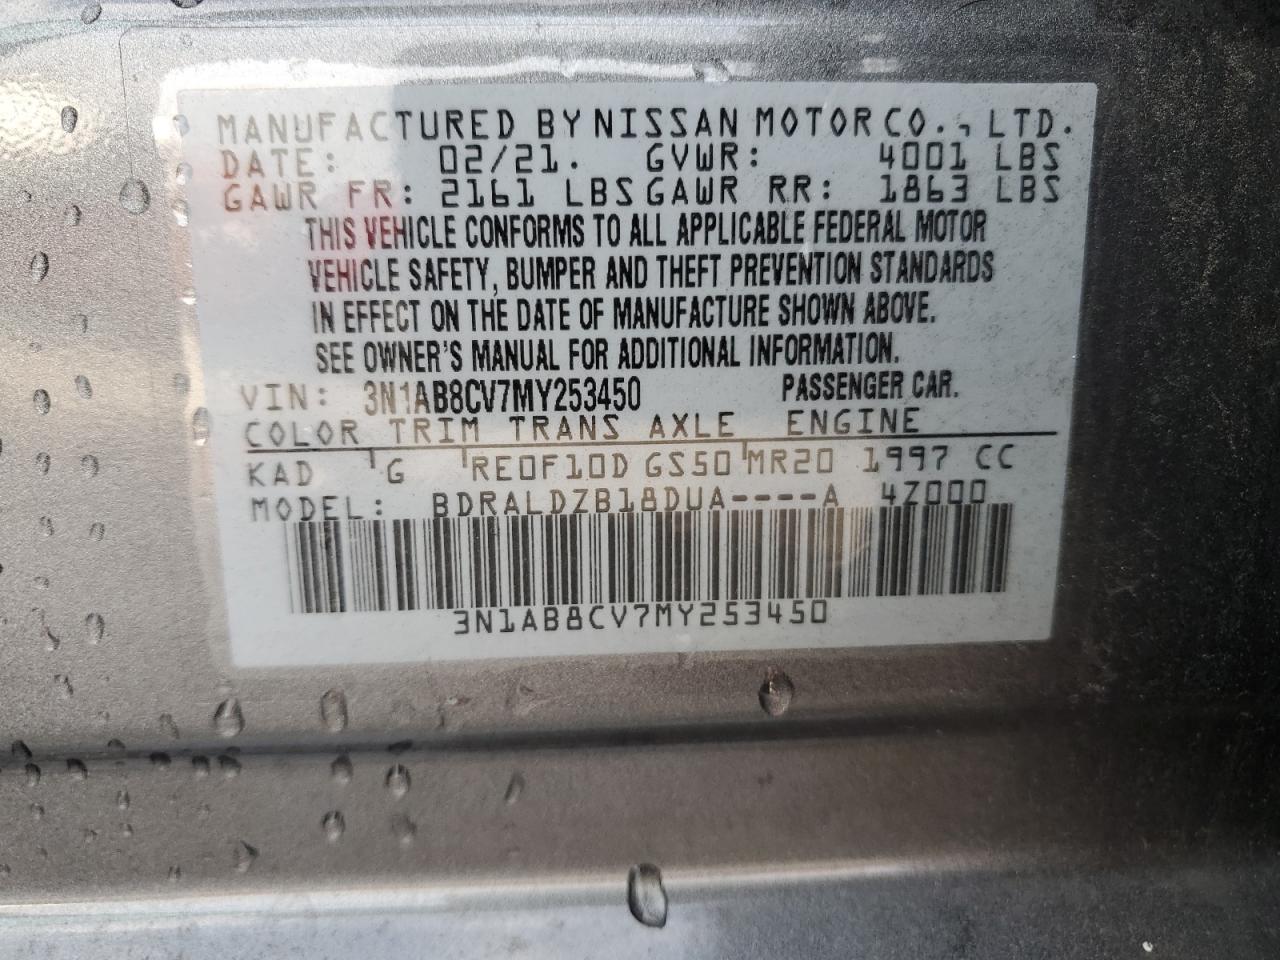 MANUFACTURED BY NISSAN MOTOR CO., LTD.
DATE: 02/21. GVWR: 4001 LBS
GAWR FR: 2161 LBS GAWR RR: 1863 LBS
THIS VEHICLE CONFORMS TO ALL APPLICABLE FEDERAL MOTOR
VEHICLE SAFETY, BUMPER AND THEFT PREVENTION STANDARDS
IN EFFECT ON THE DATE OF MANUFACTURE SHOWN ABOVE.
SEE OWNER'S MANUAL FOR ADDITIONAL INFORMATION.
VIN: 3N1AB8CV7MY253450 PASSENGER CAR.
COLOR TRIM TRANS AXLE ENGINE
KAD G RE0F10D GS50 MR20 1997 CC
MODEL: BDRALDZB18DUA----A 4Z000
3N1AB8CV7MY253450